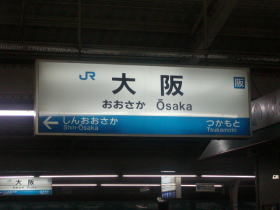 JR 大阪 阪
おおさか Ōsaka
← しんおおさか つかもと
Shin-Ōsaka Tsukamoto